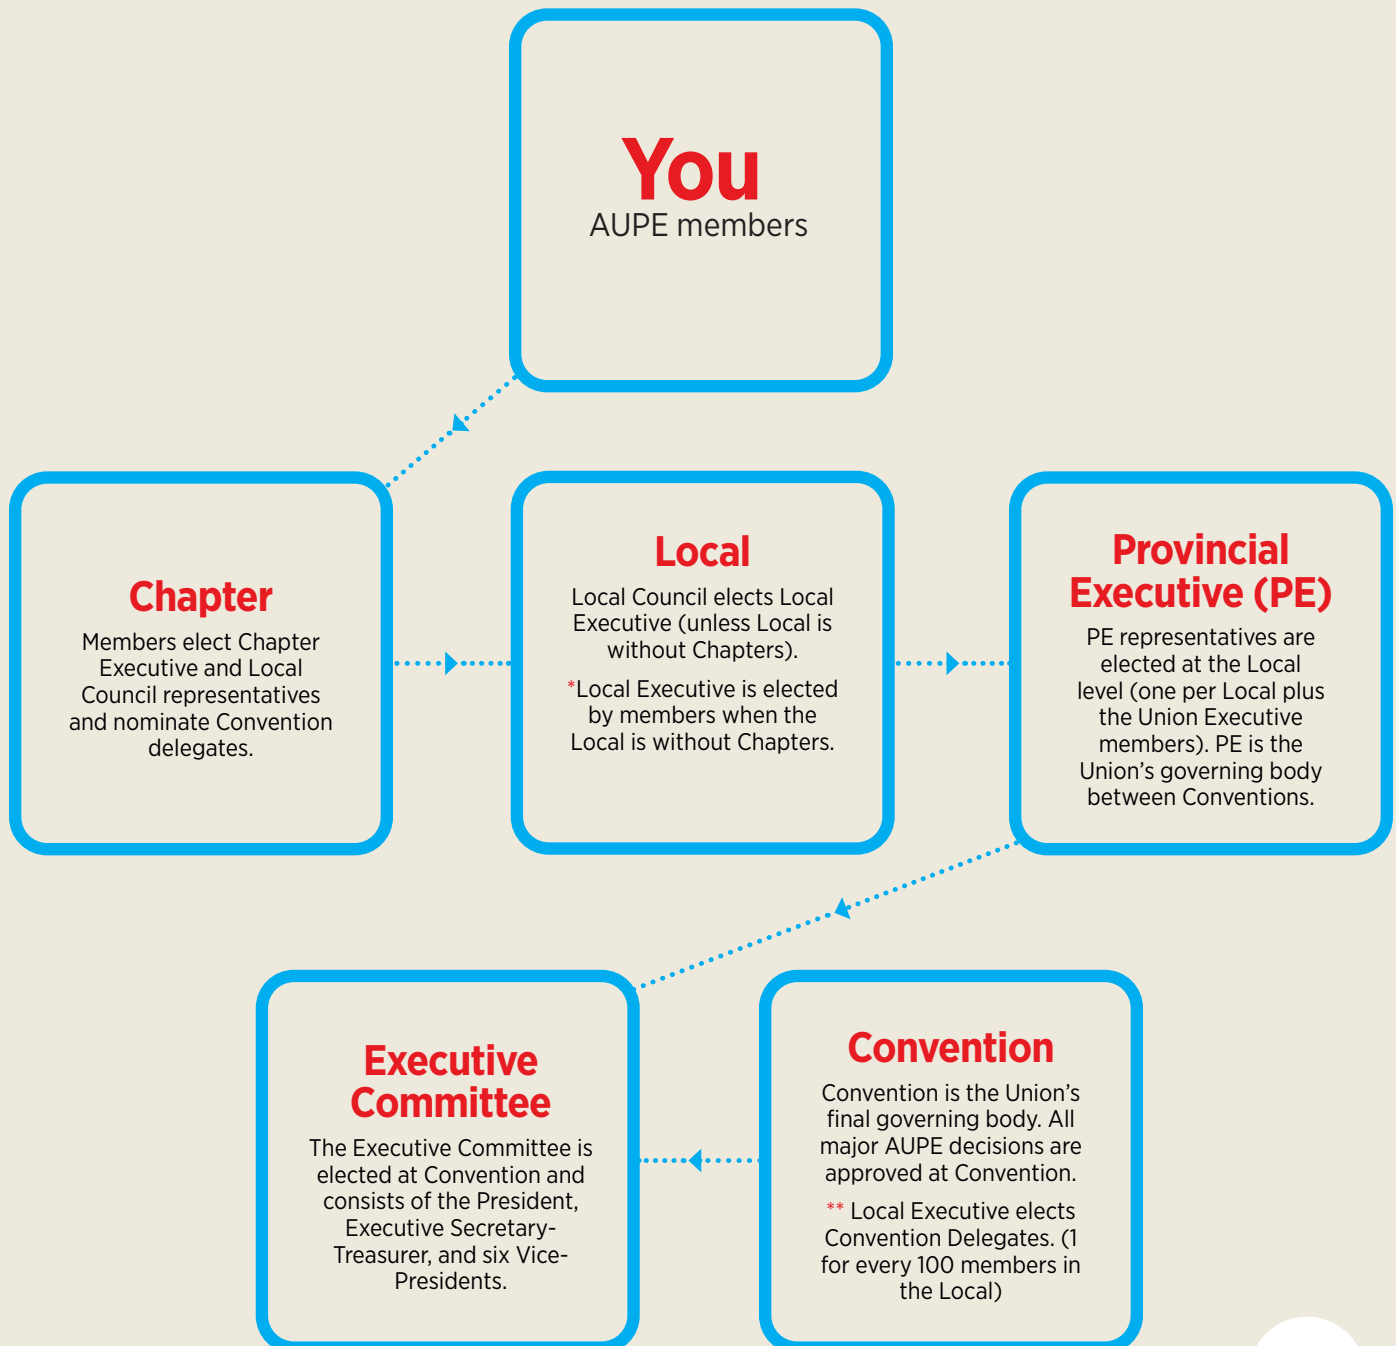 You
AUPE members
Chapter
Members elect Chapter
Executive and Local
Council representatives
and nominate Convention
delegates.
Local
Local Council elects Local
Executive (unless Local is
without Chapters).
*Local Executive is elected
by members when the
Local is without Chapters.
Provincial
Executive (PE)
PE representatives are
elected at the Local
level (one per Local plus
the Union Executive
members). PE is the
Union’s governing body
between Conventions.
Executive
Committee
The Executive Committee is
elected at Convention and
consists of the President,
Executive Secretary-
Treasurer, and six Vice-
Presidents.
Convention
Convention is the Union’s
final governing body. All
major AUPE decisions are
approved at Convention.
** Local Executive elects
Convention Delegates. (1
for every 100 members in
the Local)